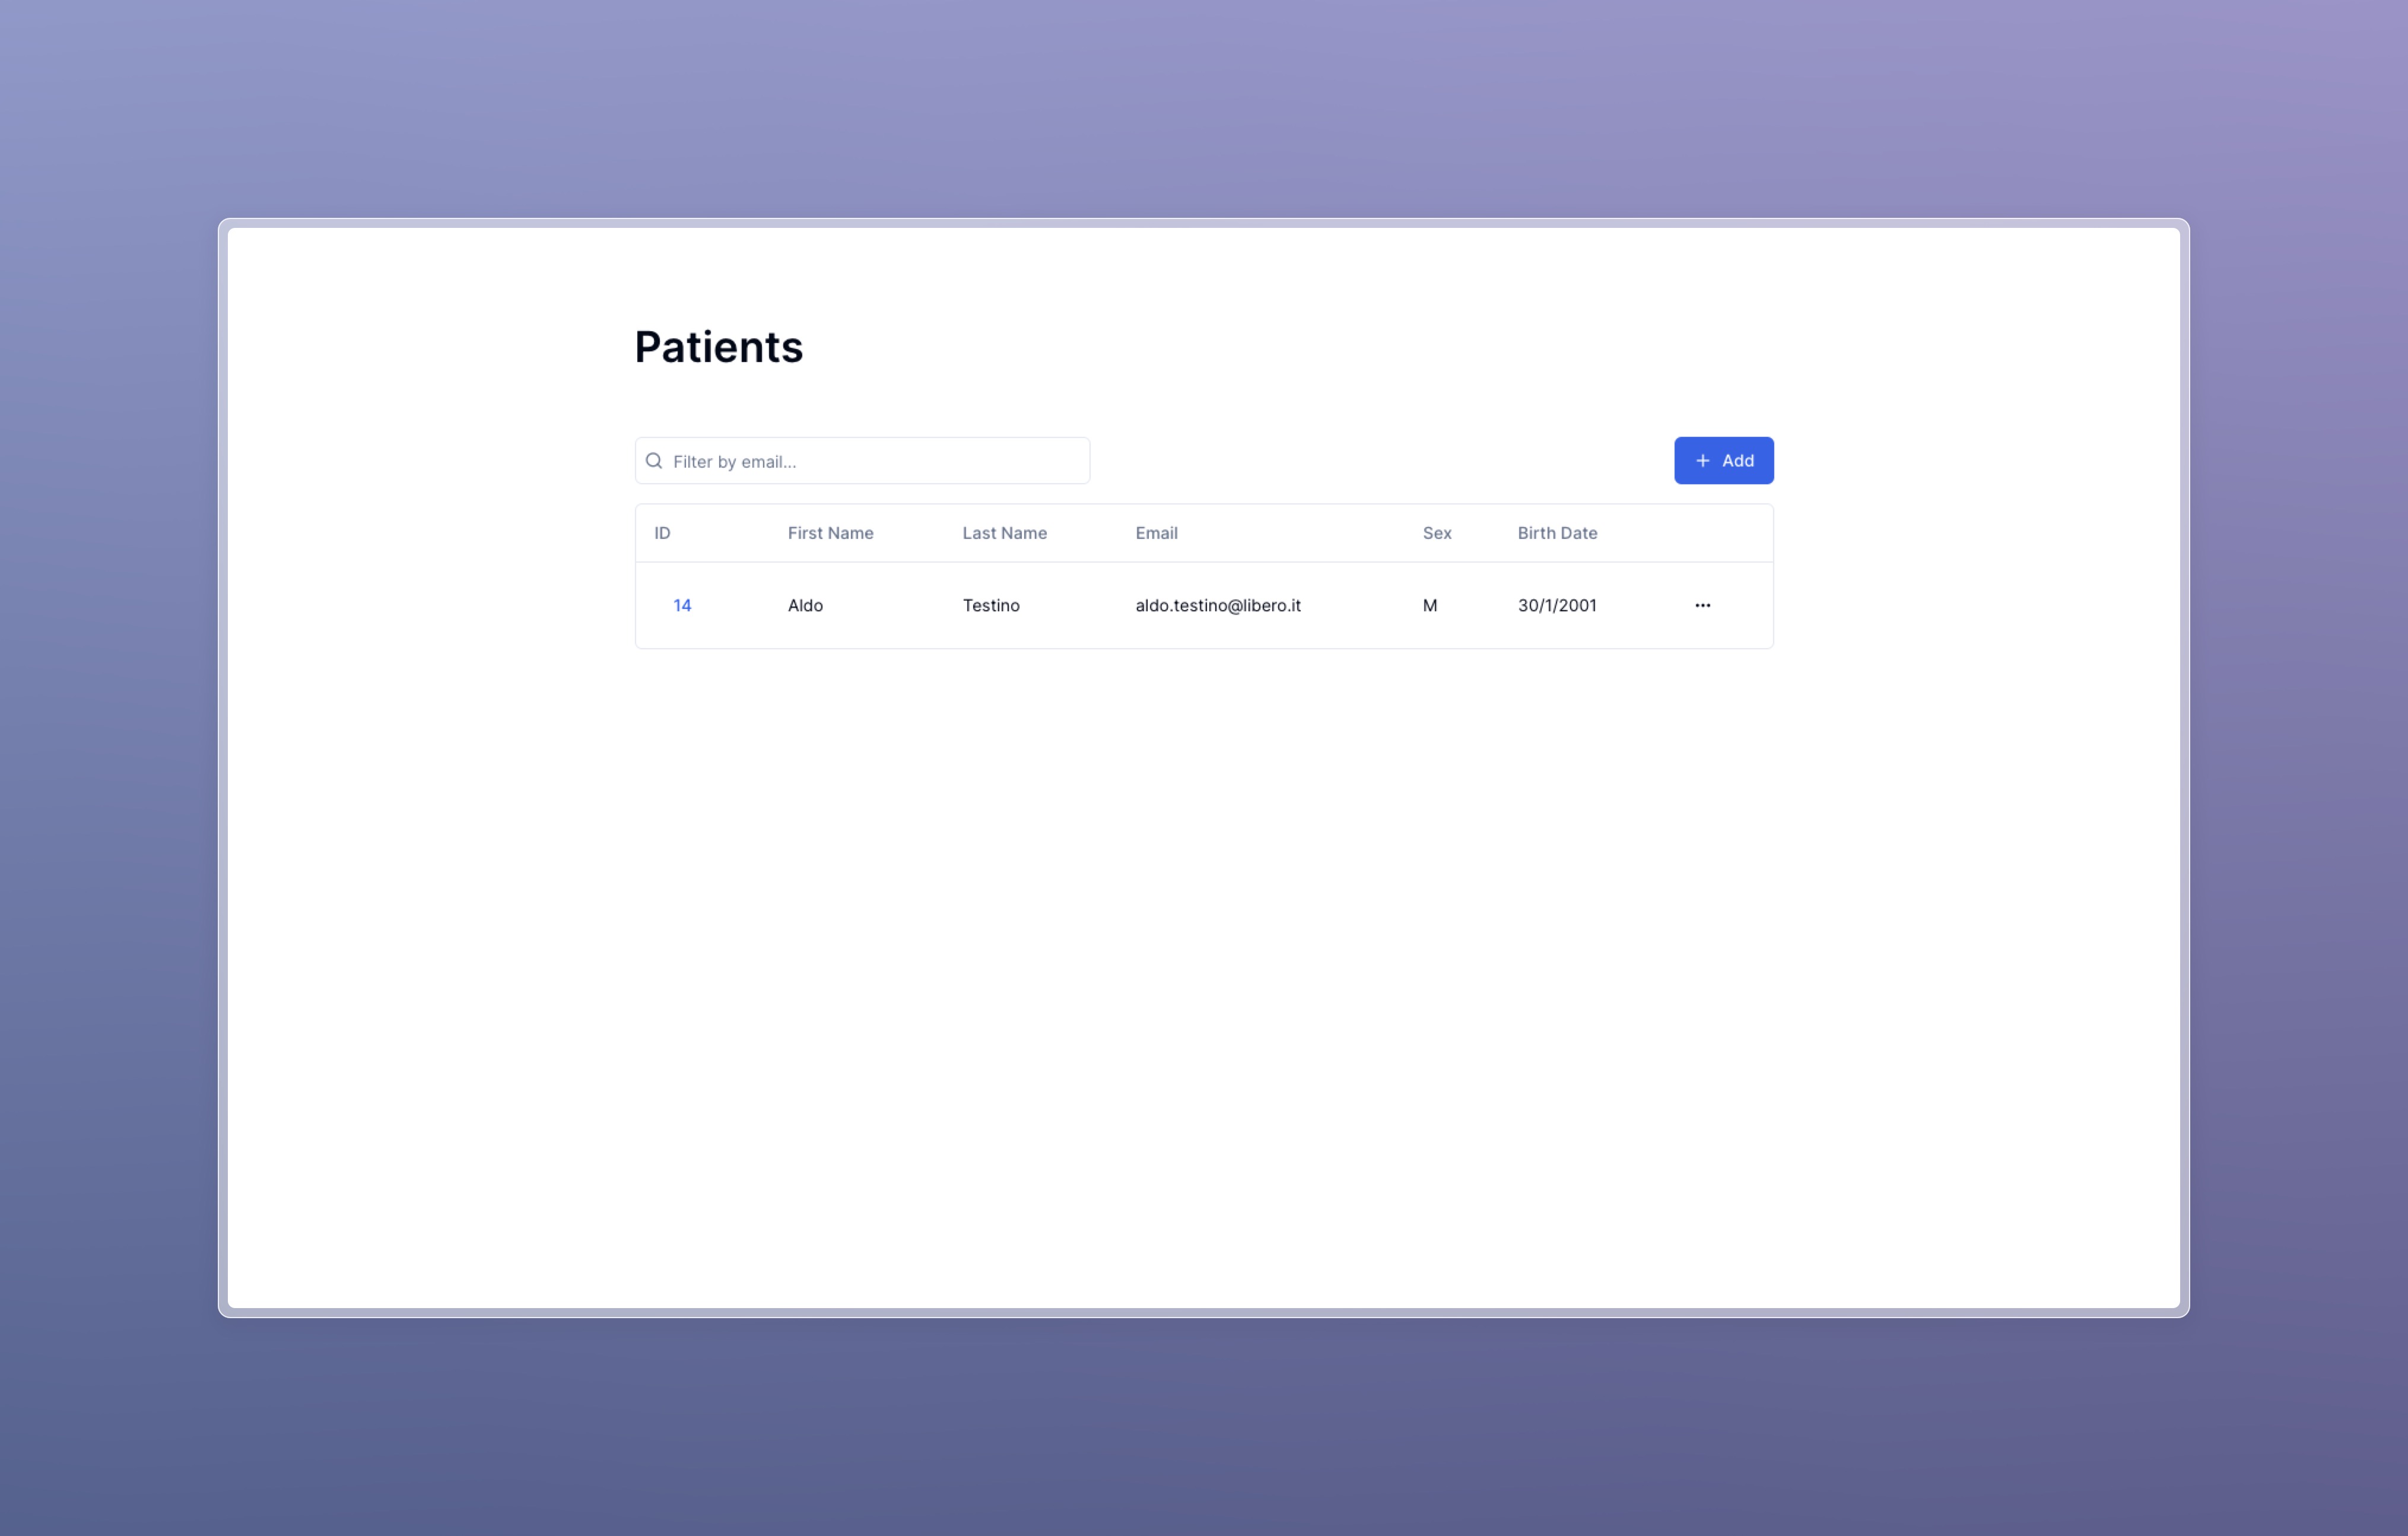 Patients
Filter by email...
Add
ID First Name Last Name Email Sex Birth Date
14 Aldo Testino aldo.testino@libero.it M 30/1/2001